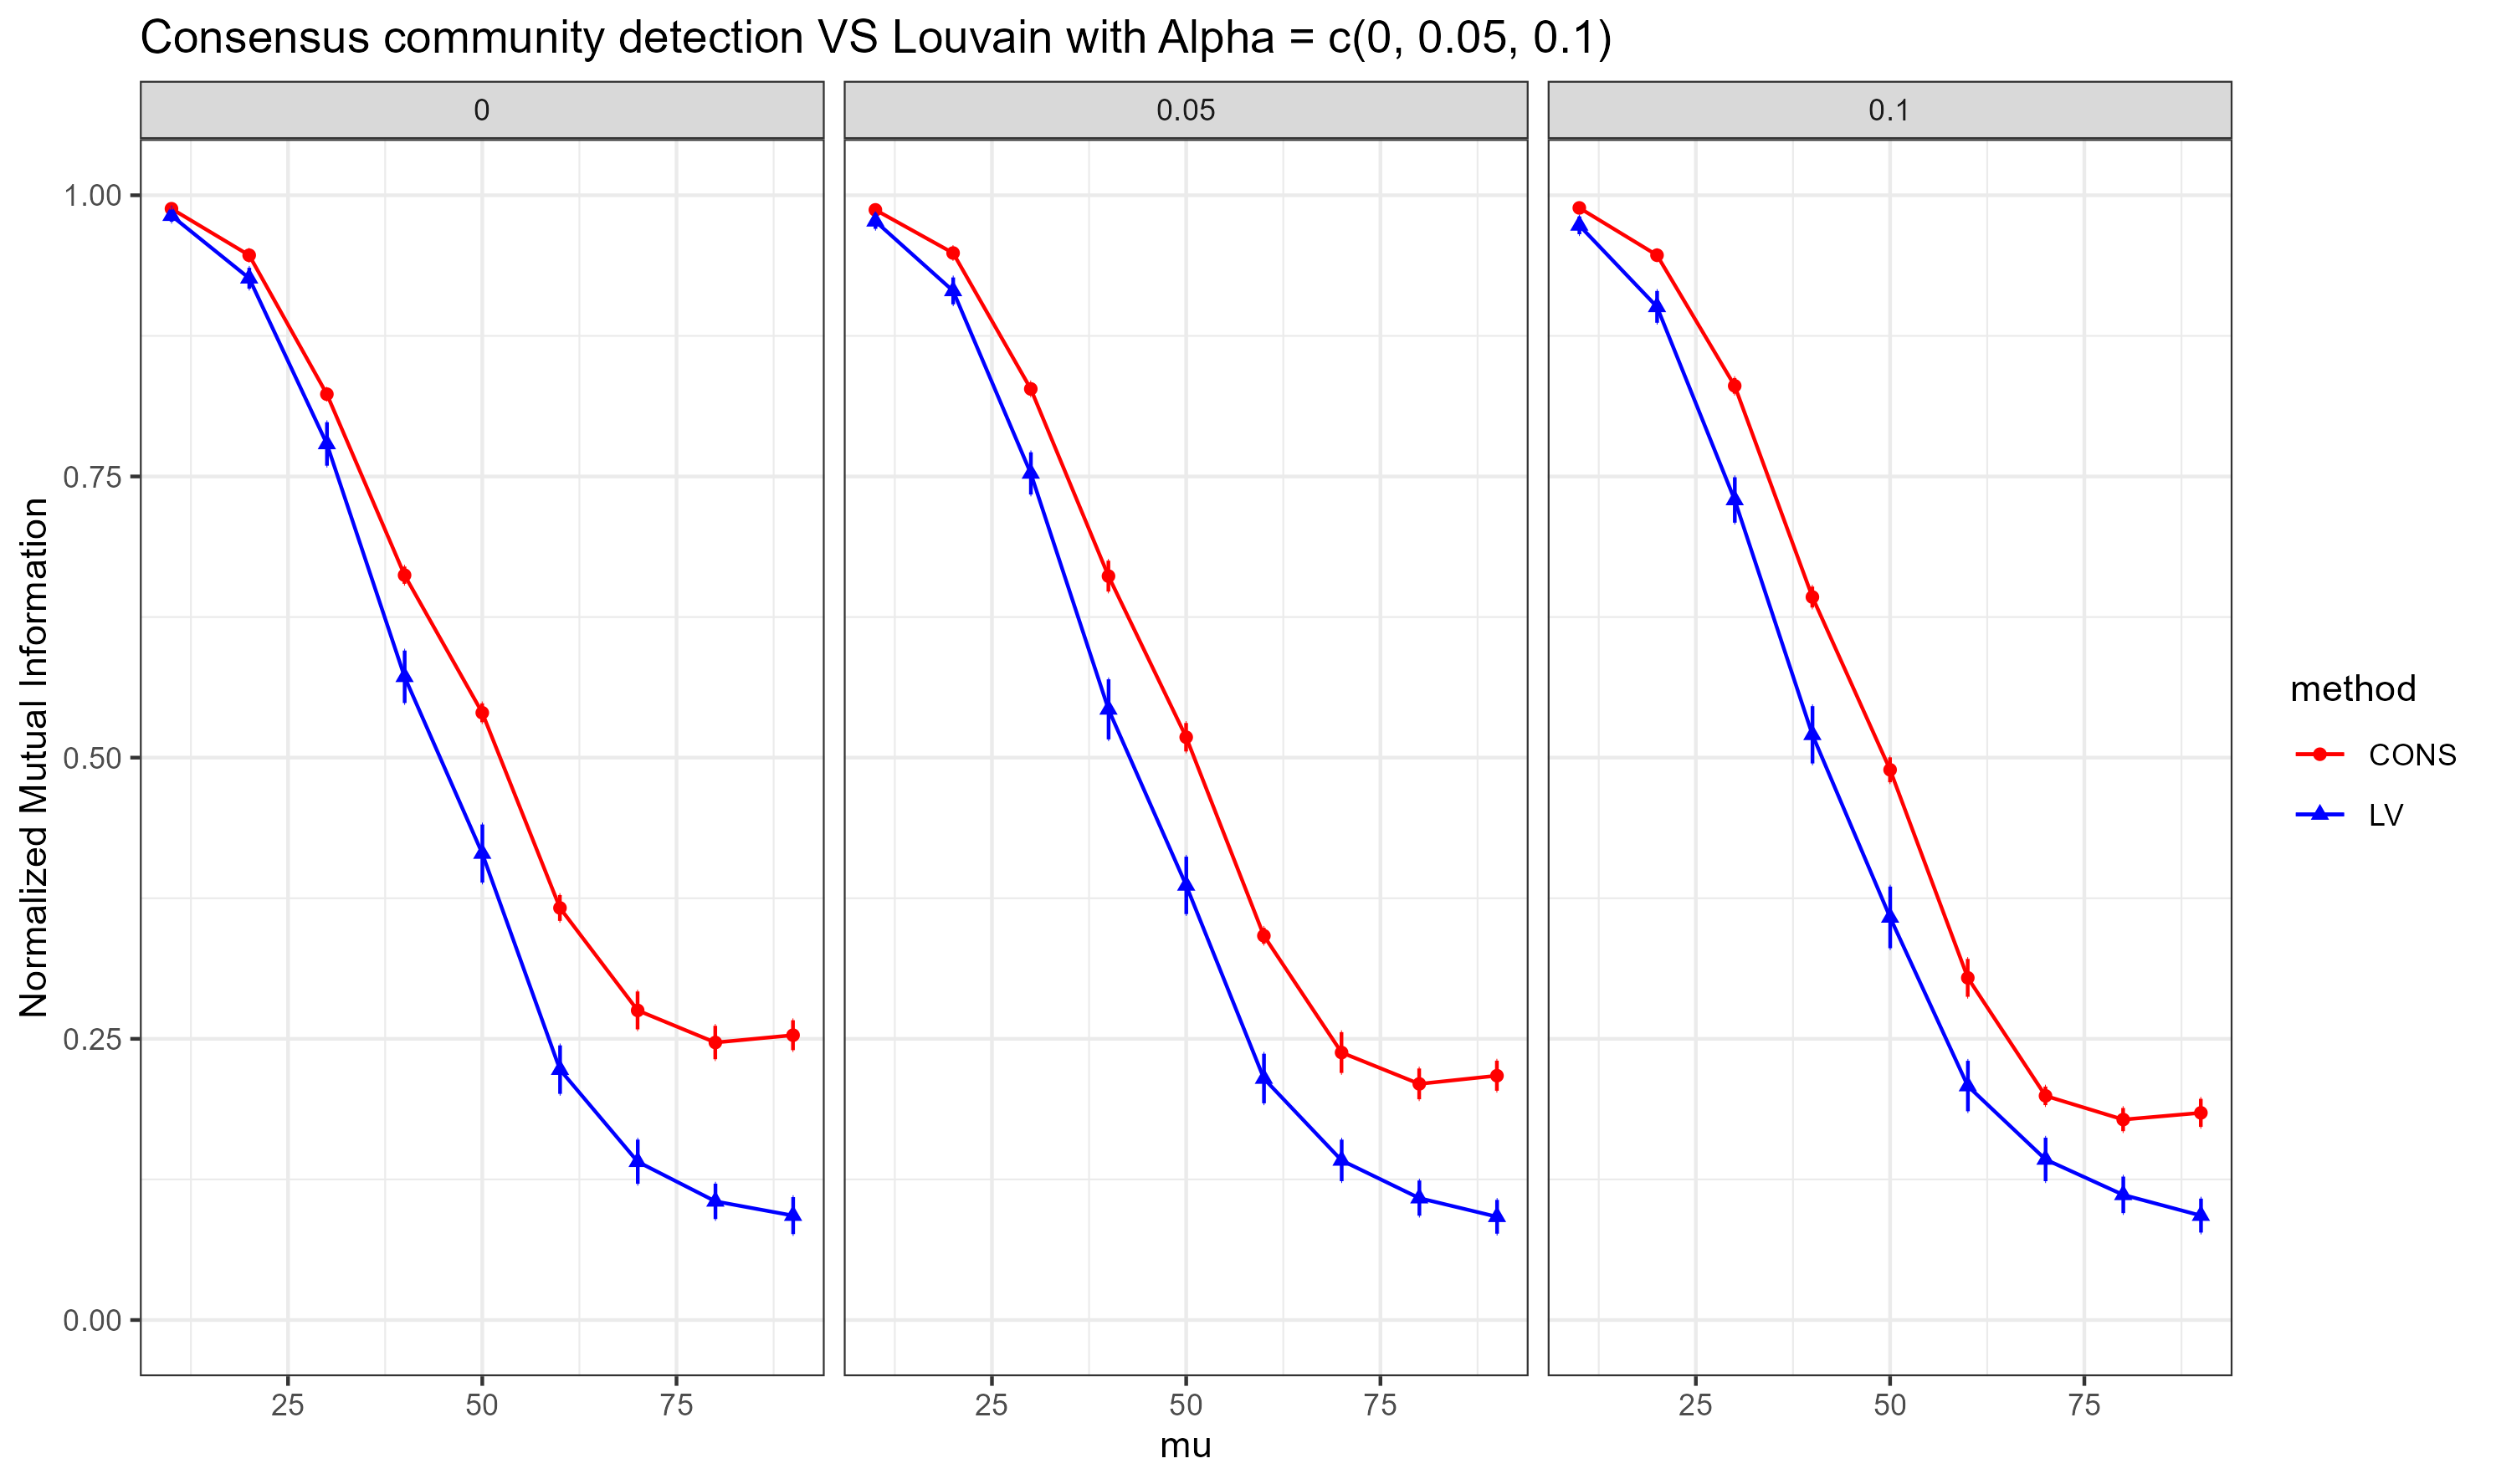 Consensus community detection VS Louvain with Alpha = c(0, 0.05, 0.1)
0
0.05
0.1
Normalized Mutual Information
1.00
0.75
0.50
0.25
0.00
25
50
75
25
50
75
25
50
75
mu
method
CONS
LV